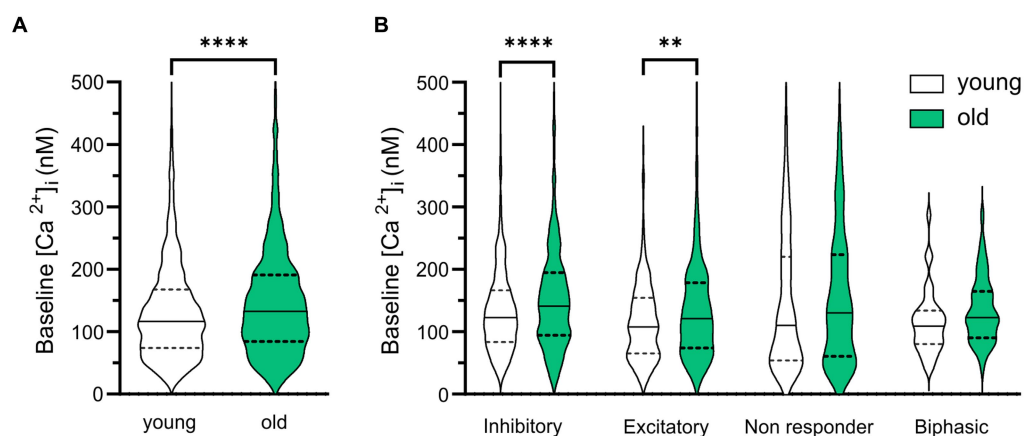 A
B
****
****
**
500
400
300
200
100
0
Baseline [Ca 2+]i (nM)
young
old
500
400
300
200
100
0
Baseline [Ca 2+]i (nM)
young
old
Inhibitory
Excitatory
Non responder
Biphasic